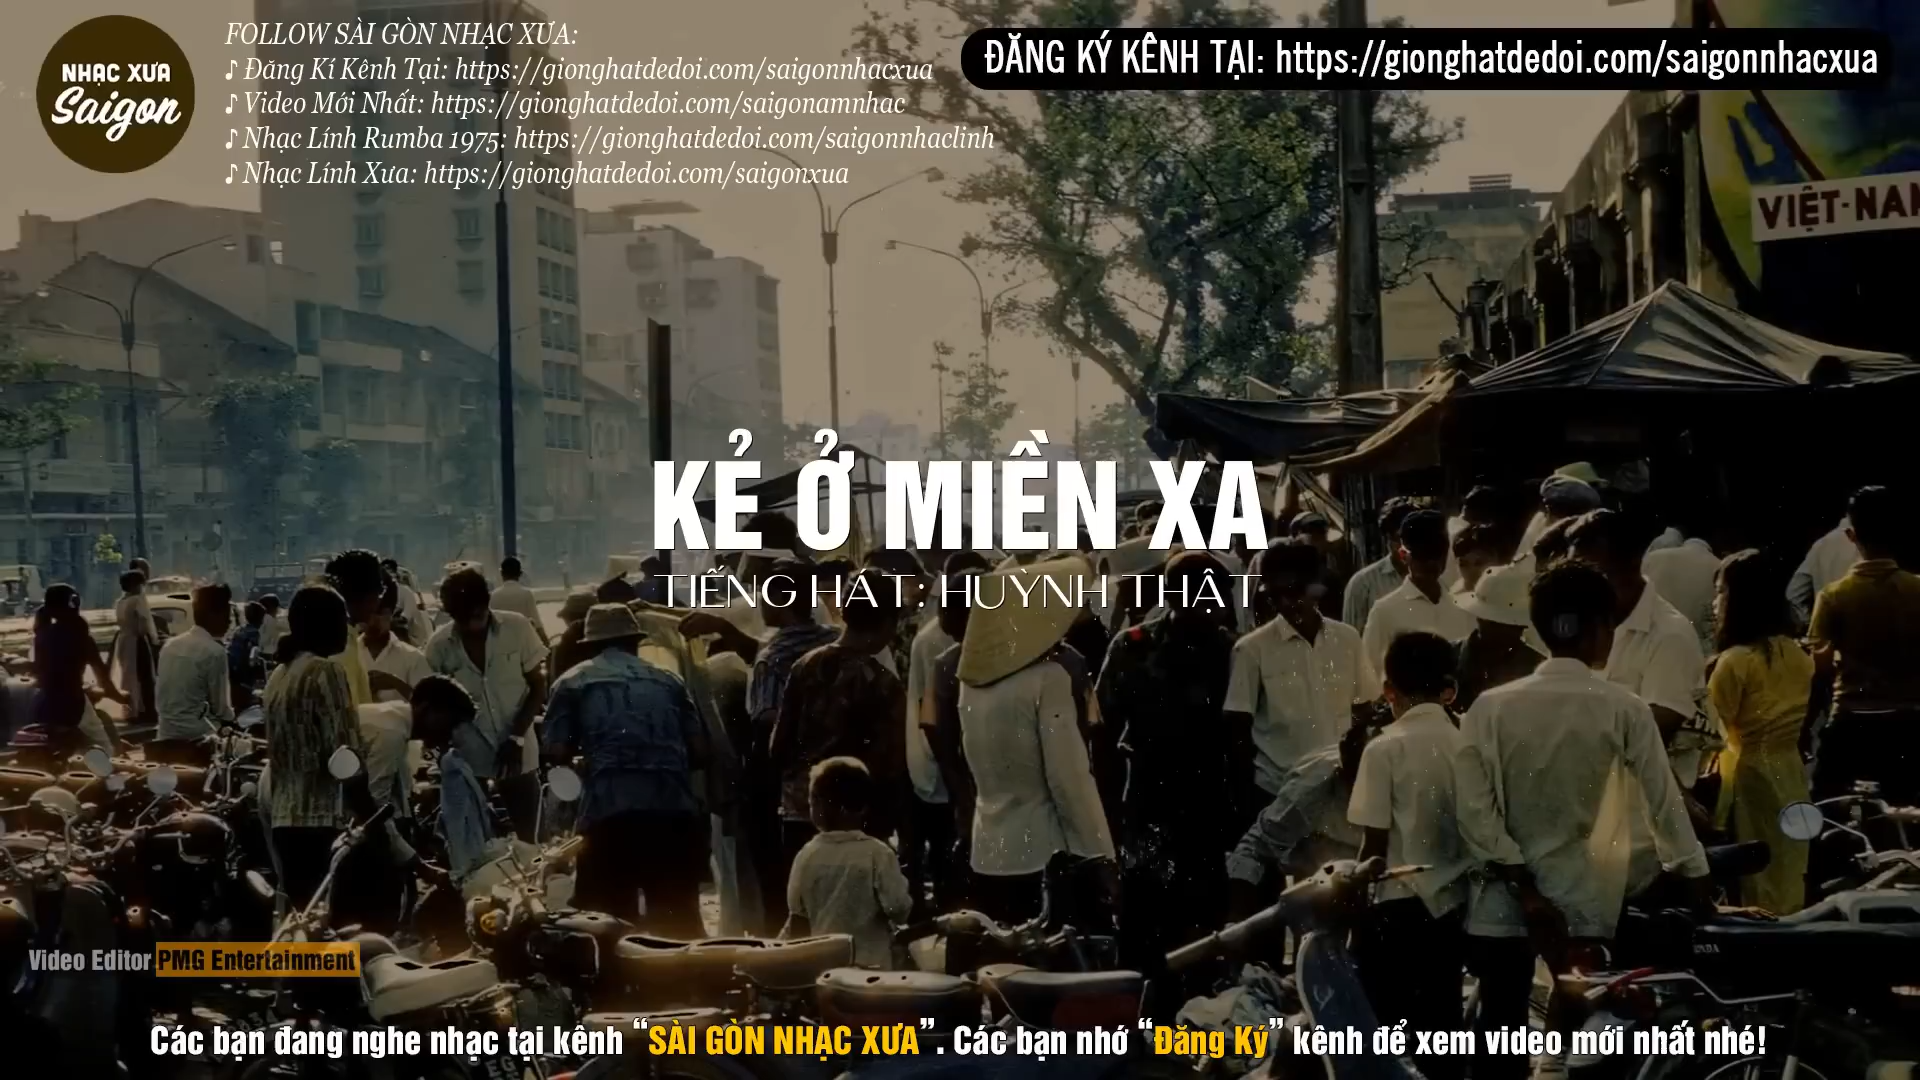 NHẠC XƯA
Saigon
FOLLOW SÀI GÒN NHẠC XƯA:
♪ Đăng Kí Kênh Tại: https://gionghatdedoi.com/saigonnhacxua
♪ Video Mới Nhất: https://gionghatdedoi.com/saigonamnhac
♪ Nhạc Lính Rumba 1975: https://gionghatdedoi.com/saigonnhaclinh
♪ Nhạc Lính Xưa: https://gionghatdedoi.com/saigonxua
ĐĂNG KÝ KÊNH TẠI: https://gionghatdedoi.com/saigonnhacxua
VIỆT-NAM
KẺ Ở MIỀN XA
TIẾNG HÁT: HUỲNH THẬT
Video Editor PMG Entertainment
Các bạn đang nghe nhạc tại kênh “SÀI GÒN NHẠC XƯA”. Các bạn nhớ “Đăng Ký” kênh để xem video mới nhất nhé!